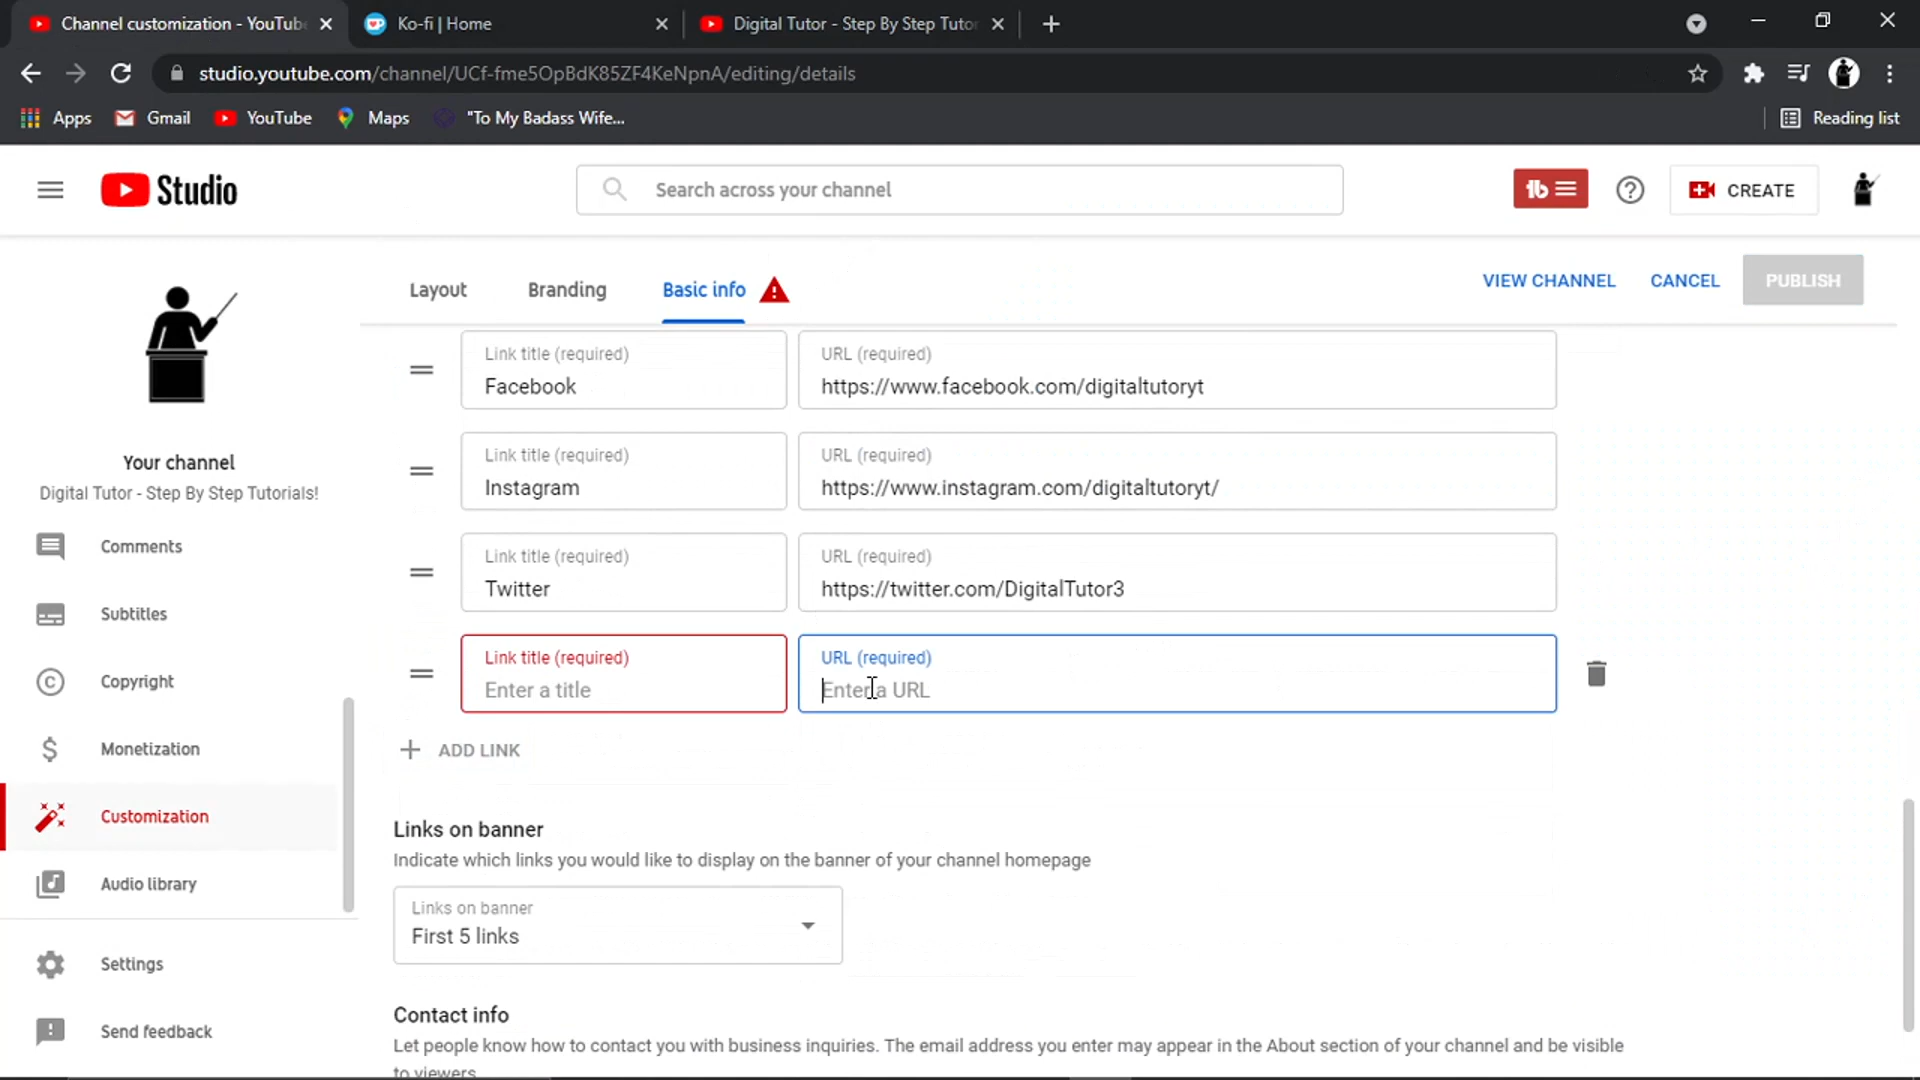 Channel customization - YouTub
Ko-fi | Home
Digital Tutor - Step By Step Tuto
studio.youtube.com/channel/UCf-fme5OpBdK85ZF4KeNpnA/editing/details
Apps
Gmail
YouTube
Maps
"To My Badass Wife...
Reading list
Studio
Search across your channel
CREATE
Layout
Branding
Basic info
VIEW CHANNEL
CANCEL
PUBLISH
Your channel
Digital Tutor - Step By Step Tutorials!
Comments
Subtitles
Copyright
Monetization
Customization
Audio library
Settings
Send feedback
Link title (required)
Facebook
URL (required)
https://www.facebook.com/digitaltutoryt
Link title (required)
Instagram
URL (required)
https://www.instagram.com/digitaltutoryt/
Link title (required)
Twitter
URL (required)
https://twitter.com/DigitalTutor3
Link title (required)
Enter a title
URL (required)
Enter a URL
ADD LINK
Links on banner
Indicate which links you would like to display on the banner of your channel homepage
Links on banner
First 5 links
Contact info
Let people know how to contact you with business inquiries. The email address you enter may appear in the About section of your channel and be visible
to viewers